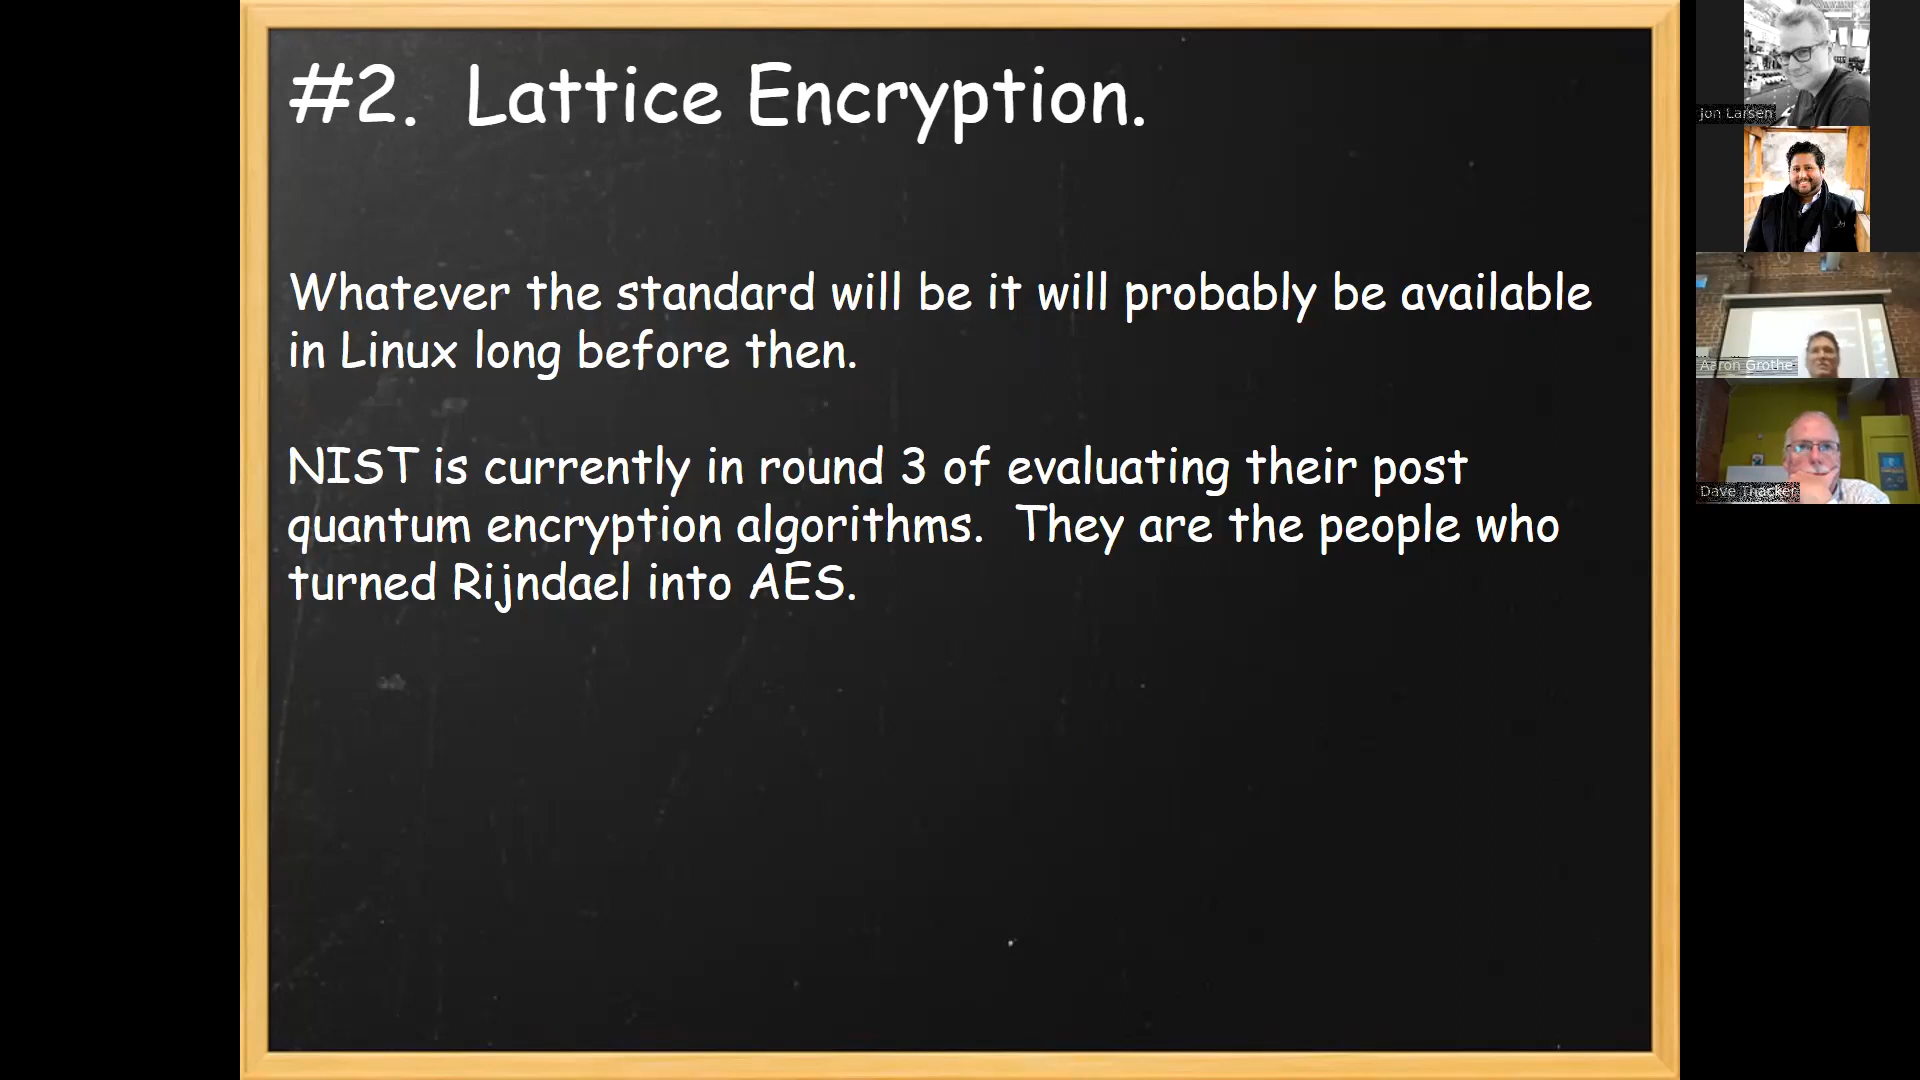 #2. Lattice Encryption.
Whatever the standard will be it will probably be available
in Linux long before then.
NIST is currently in round 3 of evaluating their post
quantum encryption algorithms. They are the people who
turned Rijndael into AES.
Jon Larsen
Aaron Grothe
Dave Thacker